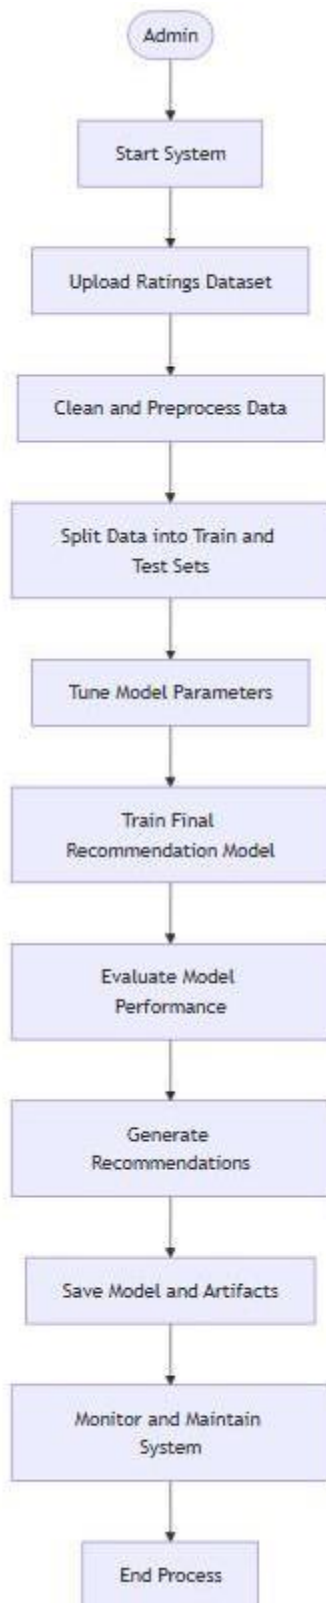 Admin
Start System
Upload Ratings Dataset
Clean and Preprocess Data
Split Data into Train and
Test Sets
Tune Model Parameters
Train Final
Recommendation Model
Evaluate Model
Performance
Generate
Recommendations
Save Model and Artifacts
Monitor and Maintain
System
End Process